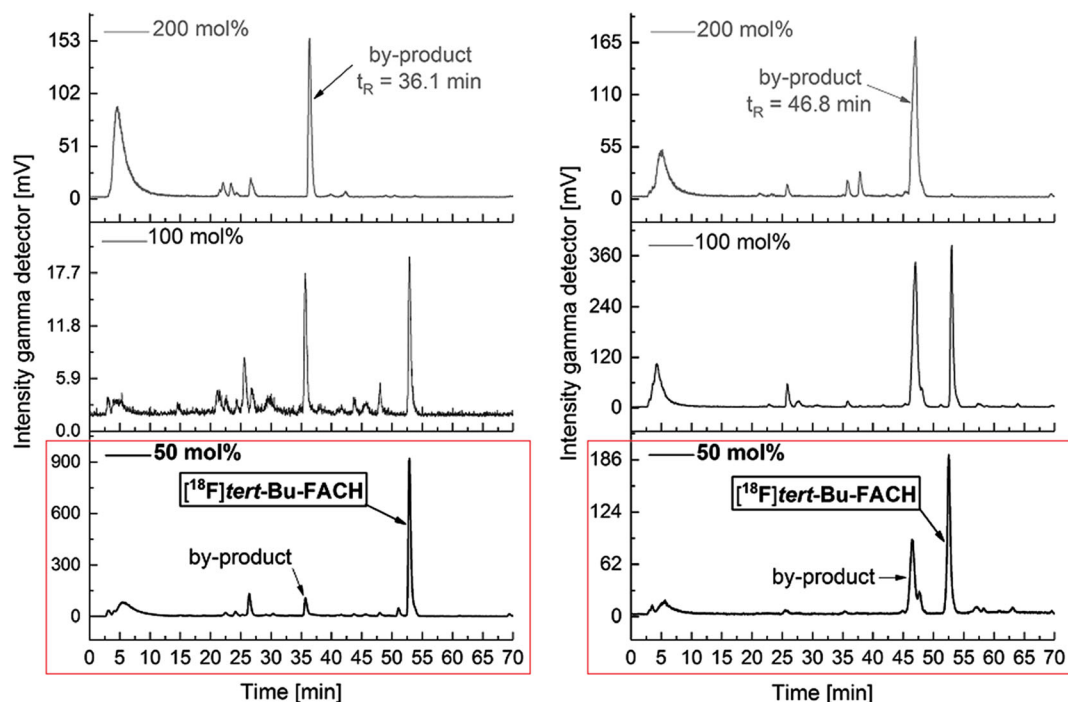 Intensity gamma detector [mV]
200 mol%
153
102
51
0
by-product
t_R = 36.1 min
100 mol%
17.7
11.8
5.9
0.0
50 mol%
900
600
300
0
[¹⁸F]tert-Bu-FACH
by-product
0 5 10 15 20 25 30 35 40 45 50 55 60 65 70
Time [min]
Intensity gamma detector [mV]
200 mol%
165
110
55
0
by-product
t_R = 46.8 min
100 mol%
360
240
120
0
50 mol%
186
124
62
0
[¹⁸F]tert-Bu-FACH
by-product
0 5 10 15 20 25 30 35 40 45 50 55 60 65 70
Time [min]